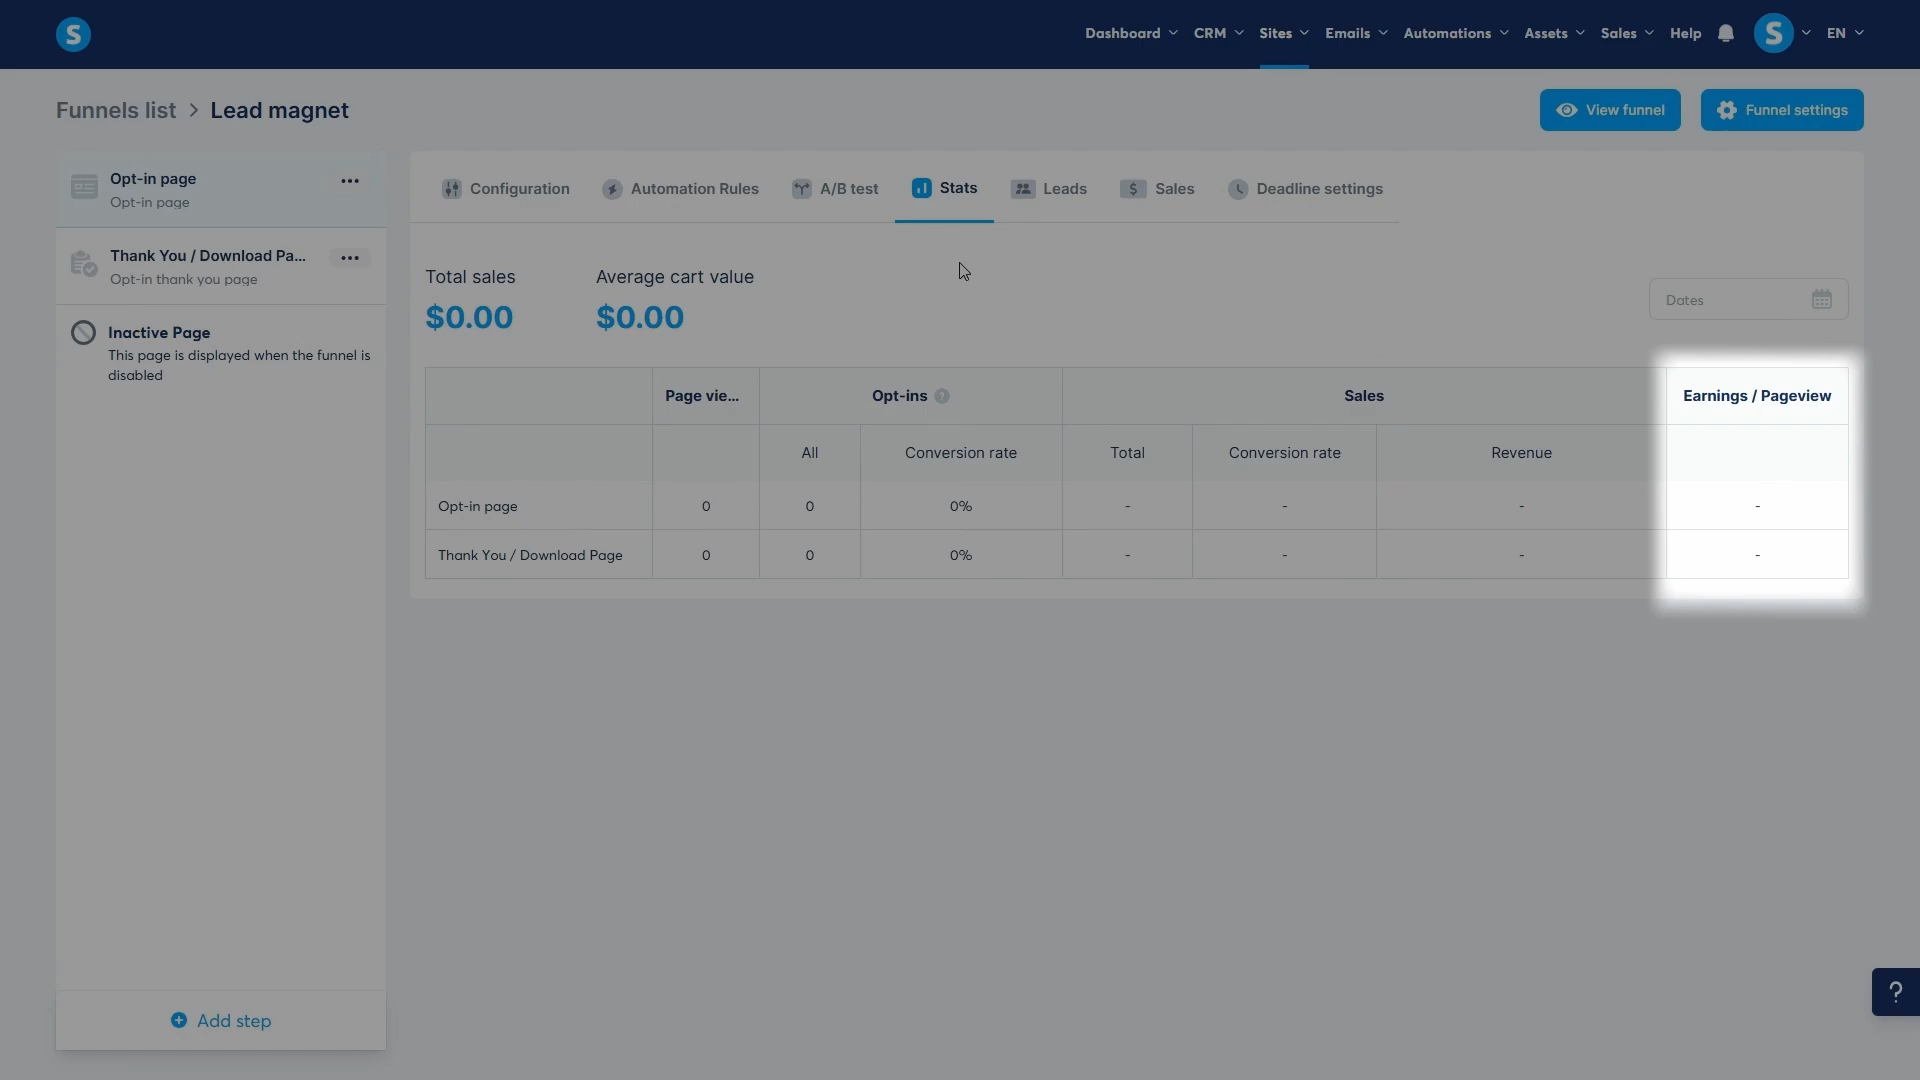 S
Dashboard CRM Sites Emails Automations Assets Sales Help S EN
Funnels list > Lead magnet
View funnel
Funnel settings
Opt-in page
Opt-in page
Thank You / Download Pa...
Opt-in thank you page
Inactive Page
This page is displayed when the funnel is
disabled
Add step
Configuration Automation Rules A/B test Stats Leads $ Sales Deadline settings
Total sales
$0.00
Average cart value
$0.00
Dates
Page vie... Opt-ins ? Sales Earnings / Pageview
All Conversion rate Total Conversion rate Revenue
Opt-in page 0 0 0% - - - -
Thank You / Download Page 0 0 0% - - - -
?